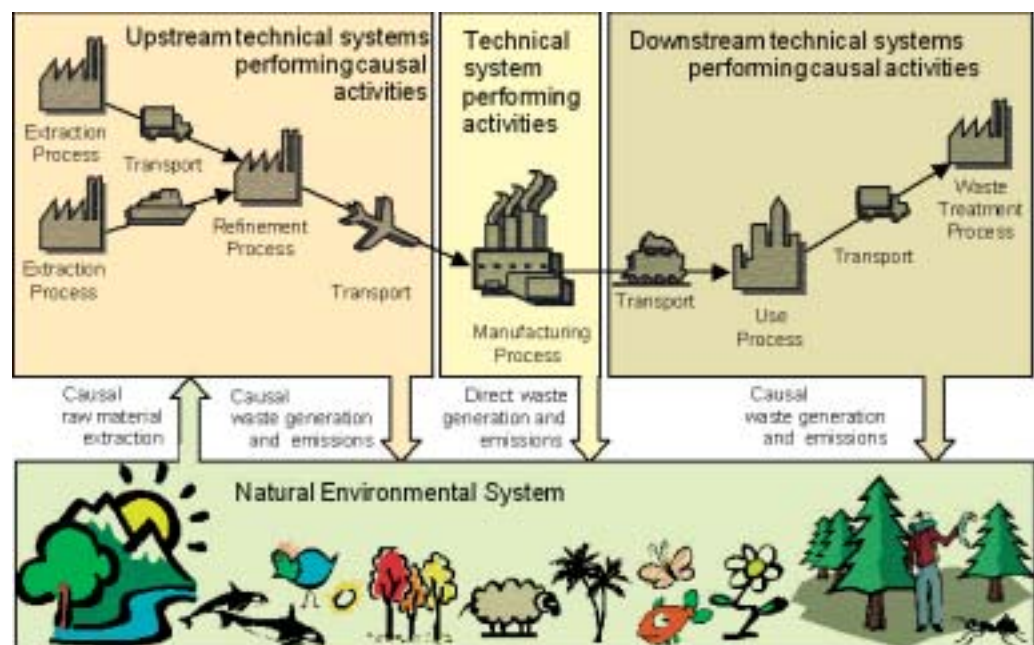 Upstream technical systems
performing causal
activities
Extraction
Process
Transport
Extraction
Process
Refinement
Process
Transport
Technical
system
performing
activities
Manufacturing
Process
Downstream technical systems
performing causal activities
Transport
Use
Process
Transport
Waste
Treatment
Process
Causal
raw material
extraction
Causal
waste generation
and emissions
Direct waste
generation and
emissions
Causal
waste generation
and emissions
Natural Environmental System